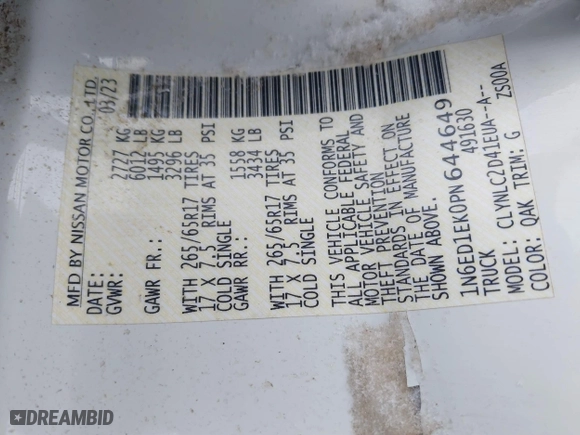 MFD BY NISSAN MOTOR CO.,LTD.
DATE: 03/23
GVWR: 2727 KG
6012 LB
GAWR FR.: 1495 KG
3296 LB
WITH 265/65R17 TIRES
17 X 7.5 RIMS AT 35 PSI
COLD SINGLE
GAWR RR.: 1558 KG
3434 LB
WITH 265/65R17 TIRES
17 X 7.5 RIMS AT 35 PSI
COLD SINGLE
THIS VEHICLE CONFORMS TO
ALL APPLICABLE FEDERAL
MOTOR VEHICLE SAFETY AND
THEFT PREVENTION
STANDARDS IN EFFECT ON
THE DATE OF MANUFACTURE
SHOWN ABOVE.
1N6ED1EK0PN644649
TRUCK 491630
MODEL: CLYNLC2D41EUA--A--
COLOR: QAK TRIM: G ZS00A
DREAMBID